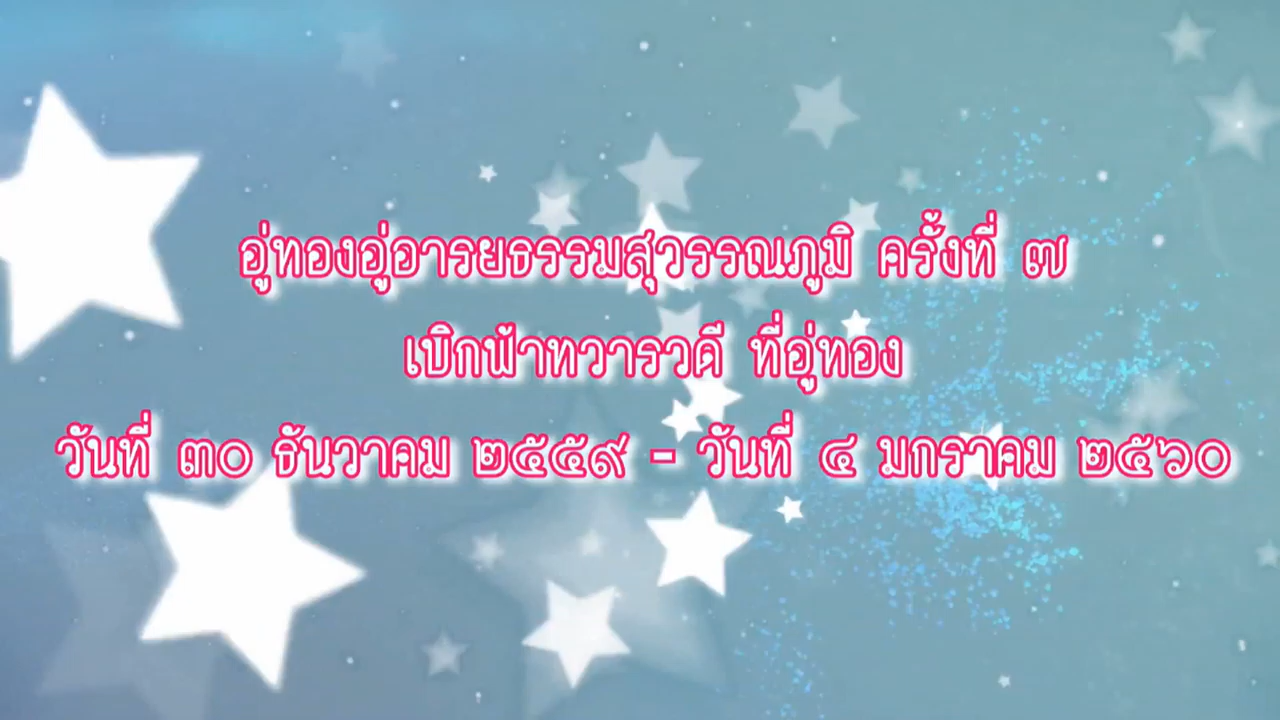 อู่ทองอู่อารยธรรมสุวรรณภูมิ ครั้งที่ ๗
เบิกฟ้าทวารวดี ที่อู่ทอง
วันที่ ๓๐ ธันวาคม ๒๕๕๙ - วันที่ ๔ มกราคม ๒๕๖๐